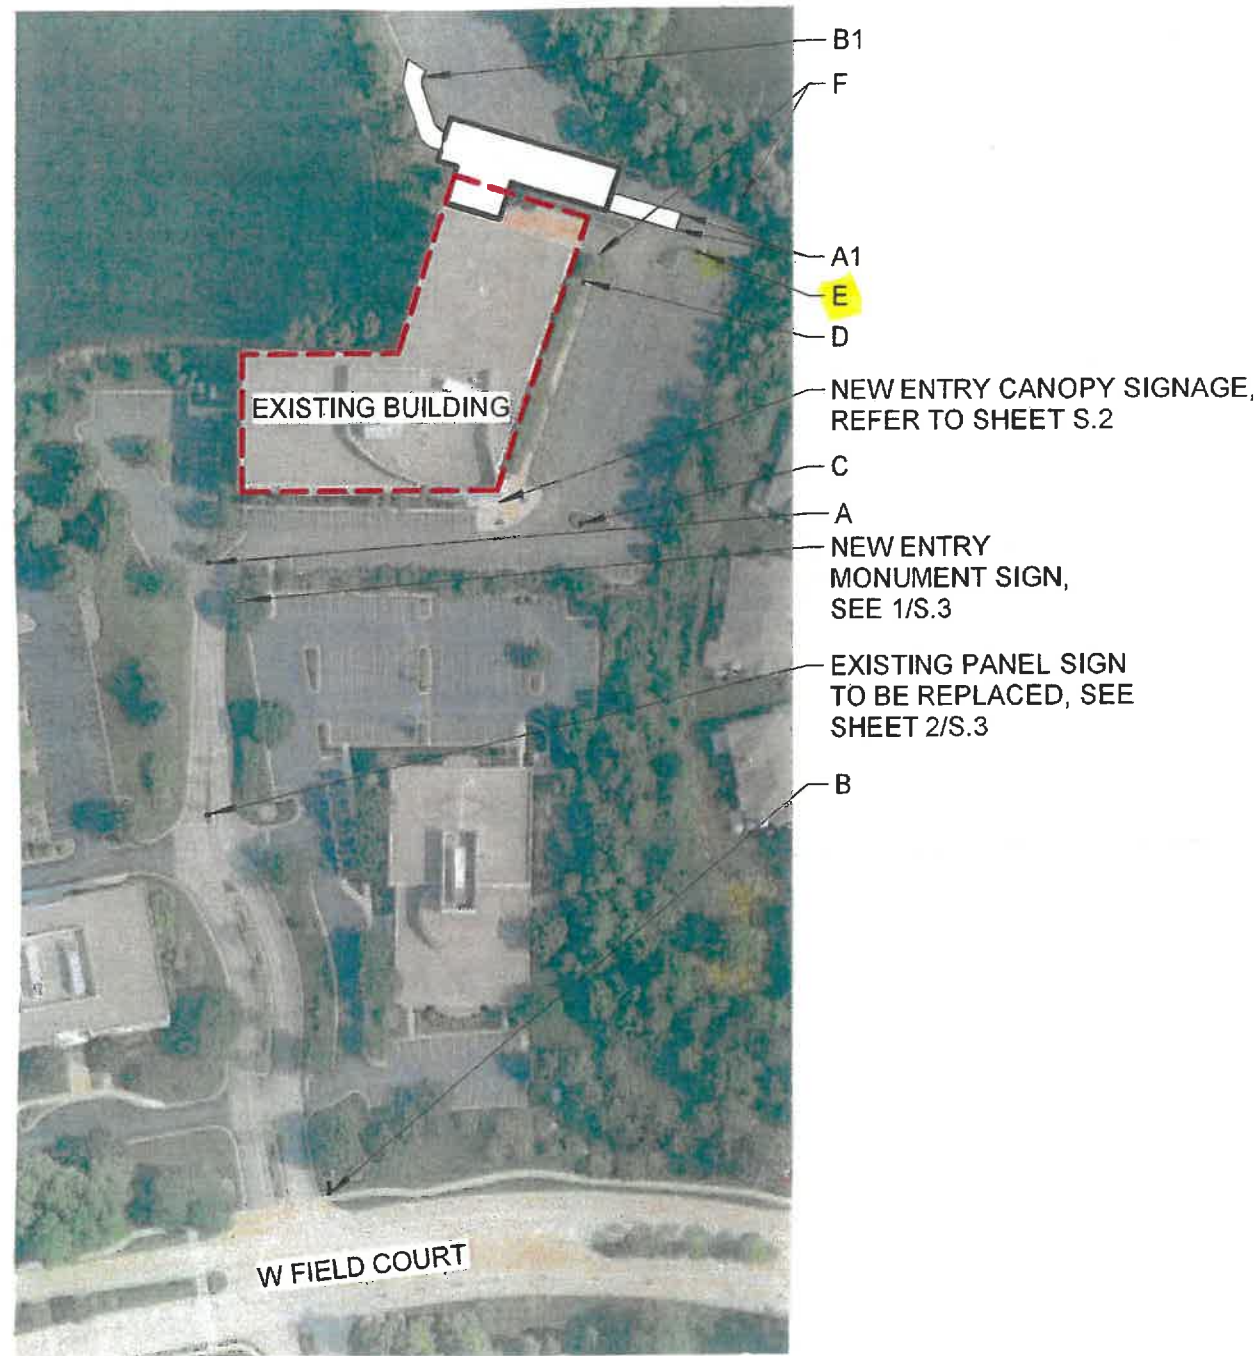 B1
F
A1
E
D
EXISTING BUILDING
NEW ENTRY CANOPY SIGNAGE,
REFER TO SHEET S.2
C
A
NEW ENTRY
MONUMENT SIGN,
SEE 1/S.3
EXISTING PANEL SIGN
TO BE REPLACED, SEE
SHEET 2/S.3
B
W FIELD COURT